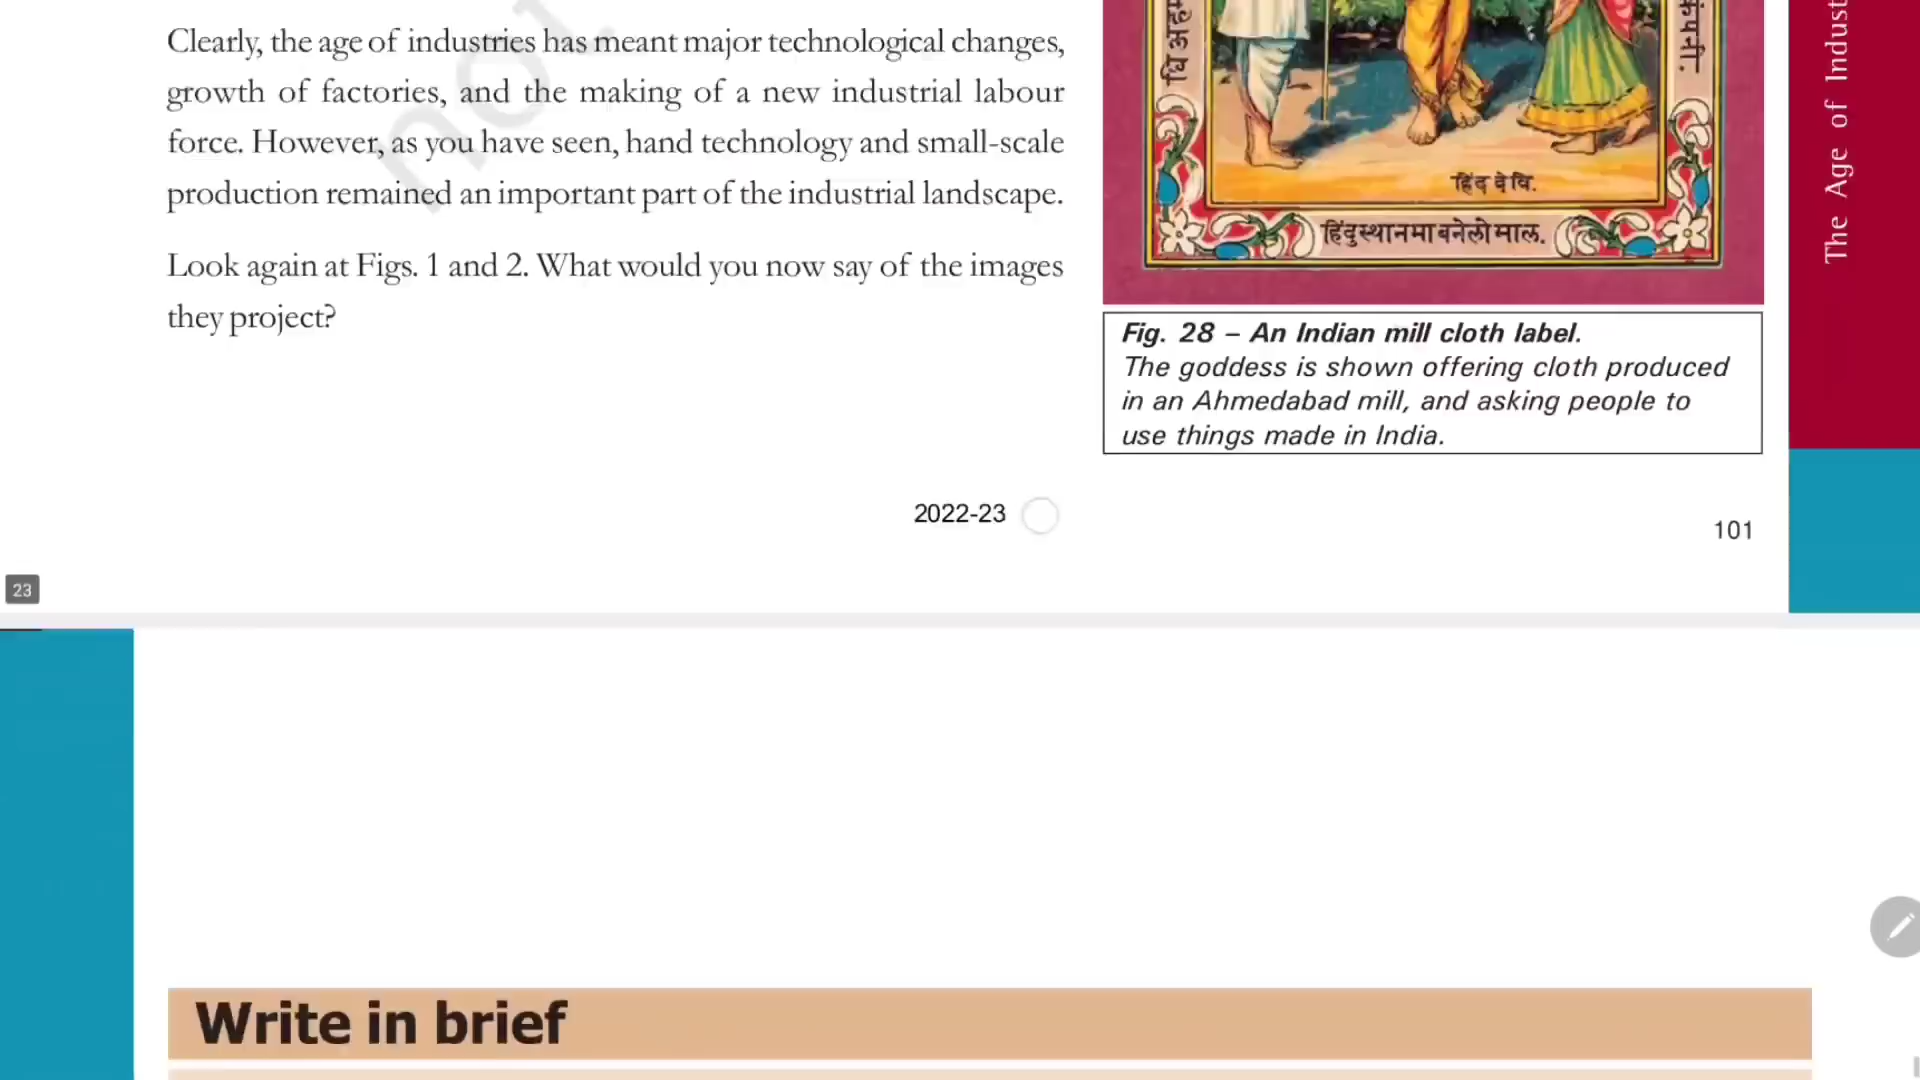 Clearly, the age of industries has meant major technological changes,
growth of factories, and the making of a new industrial labour
force. However, as you have seen, hand technology and small-scale
production remained an important part of the industrial landscape.
Look again at Figs. 1 and 2. What would you now say of the images
they project?
हिंद देवि.
हिंदुस्थानमा बनेलो माल.
Fig. 28 – An Indian mill cloth label.
The goddess is shown offering cloth produced
in an Ahmedabad mill, and asking people to
use things made in India.
The Age of
2022-23
101
23
Write in brief